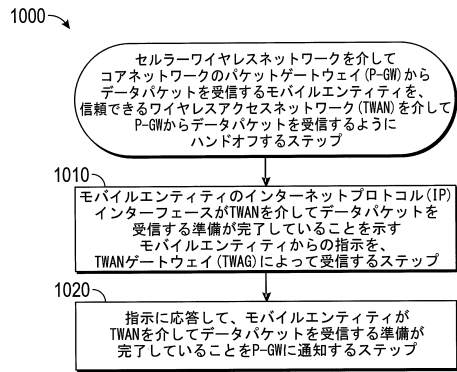 1000
セルラーワイヤレスネットワークを介して
コアネットワークのパケットゲートウェイ(P-GW)から
データパケットを受信するモバイルエンティティを、
信頼できるワイヤレスアクセスネットワーク(TWAN)を介して
P-GWからデータパケットを受信するように
ハンドオフするステップ
1010
モバイルエンティティのインターネットプロトコル(IP)
インターフェースがTWANを介してデータパケットを
受信する準備が完了していることを示す
モバイルエンティティからの指示を、
TWANゲートウェイ(TWAG)によって受信するステップ
1020
指示に応答して、モバイルエンティティが
TWANを介してデータパケットを受信する準備が
完了していることをP-GWに通知するステップ